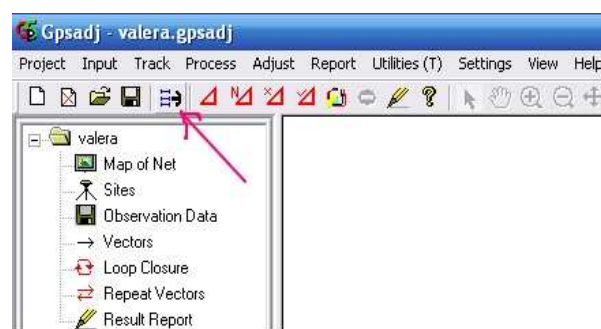 Gpsadj - valera.gpsadj
Project Input Track Process Adjust Report Utilities (T) Settings View Help
valera
Map of Net
Sites
Observation Data
Vectors
Loop Closure
Repeat Vectors
Result Report